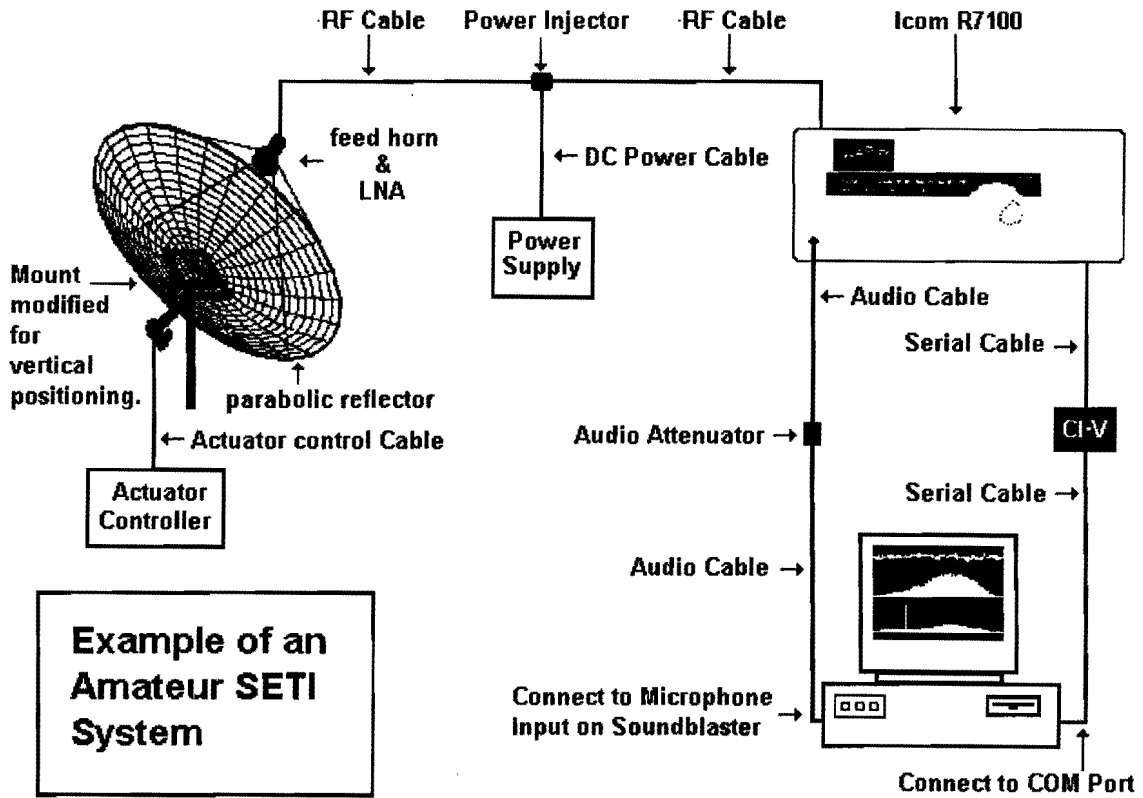 RF Cable
Power Injector
RF Cable
Icom R7100
feed horn
&
LNA
DC Power Cable
Power
Supply
Mount
modified
for
vertical
positioning.
Audio Cable
Serial Cable
parabolic reflector
Actuator control Cable
Audio Attenuator
CI-V
Actuator
Controller
Serial Cable
Audio Cable
Example of an
Amateur SETI
System
Connect to Microphone
input on Soundblaster
Connect to COM Port